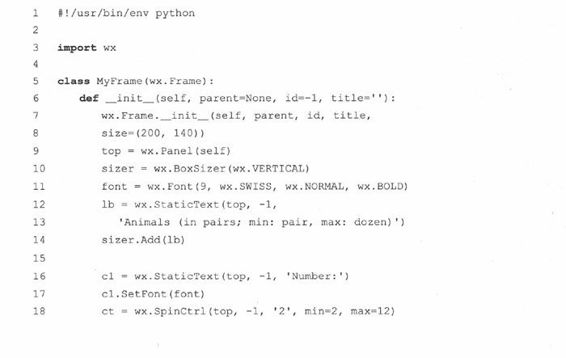 1 #!/usr/bin/env python
2
3 import wx
4
5 class MyFrame(wx.Frame):
6 def __init__(self, parent=None, id=-1, title=''):
7 wx.Frame.__init__(self, parent, id, title,
8 size=(200, 140))
9 top = wx.Panel(self)
10 sizer = wx.BoxSizer(wx.VERTICAL)
11 font = wx.Font(9, wx.SWISS, wx.NORMAL, wx.BOLD)
12 lb = wx.StaticText(top, -1,
13 'Animals (in pairs; min: pair, max: dozen)')
14 sizer.Add(lb)
15
16 c1 = wx.StaticText(top, -1, 'Number:')
17 c1.SetFont(font)
18 ct = wx.SpinCtrl(top, -1, '2', min=2, max=12)